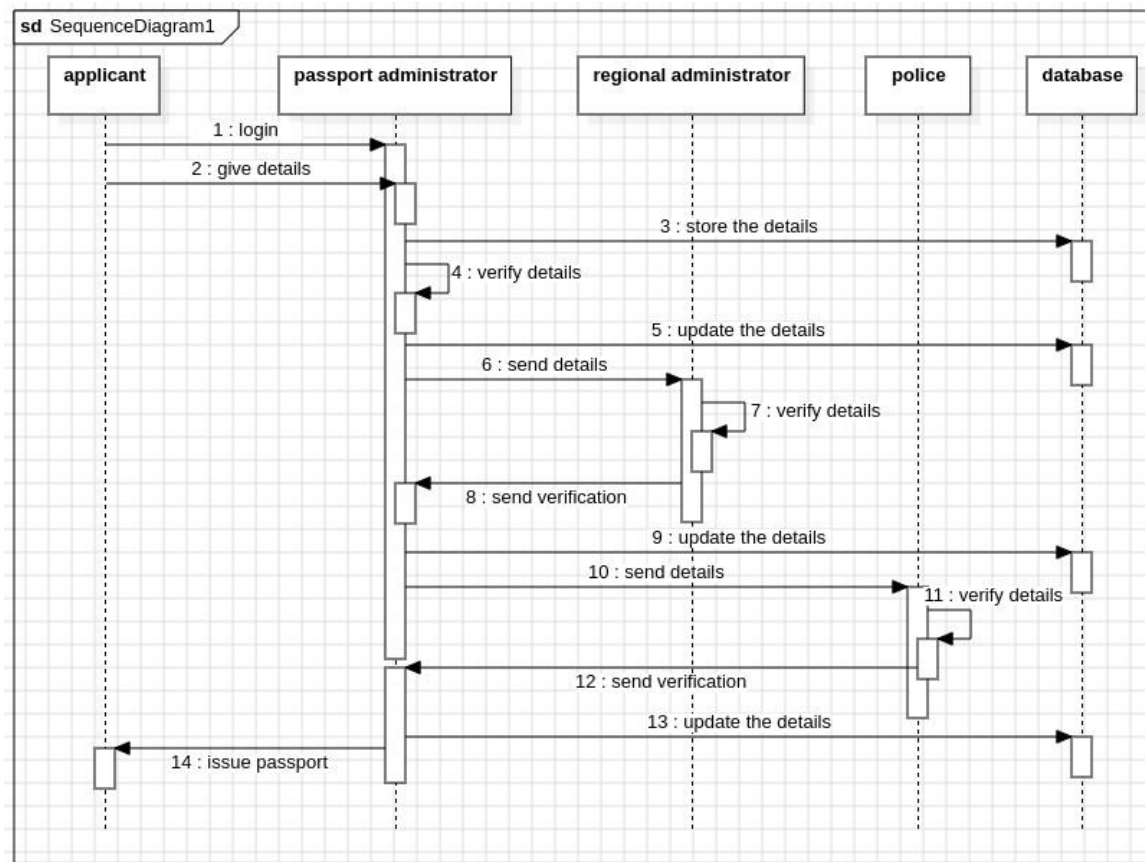 sd SequenceDiagram1
applicant
passport administrator
regional administrator
police
database
1 : login
2 : give details
3 : store the details
4 : verify details
5 : update the details
6 : send details
7 : verify details
8 : send verification
9 : update the details
10 : send details
11 : verify details
12 : send verification
13 : update the details
14 : issue passport